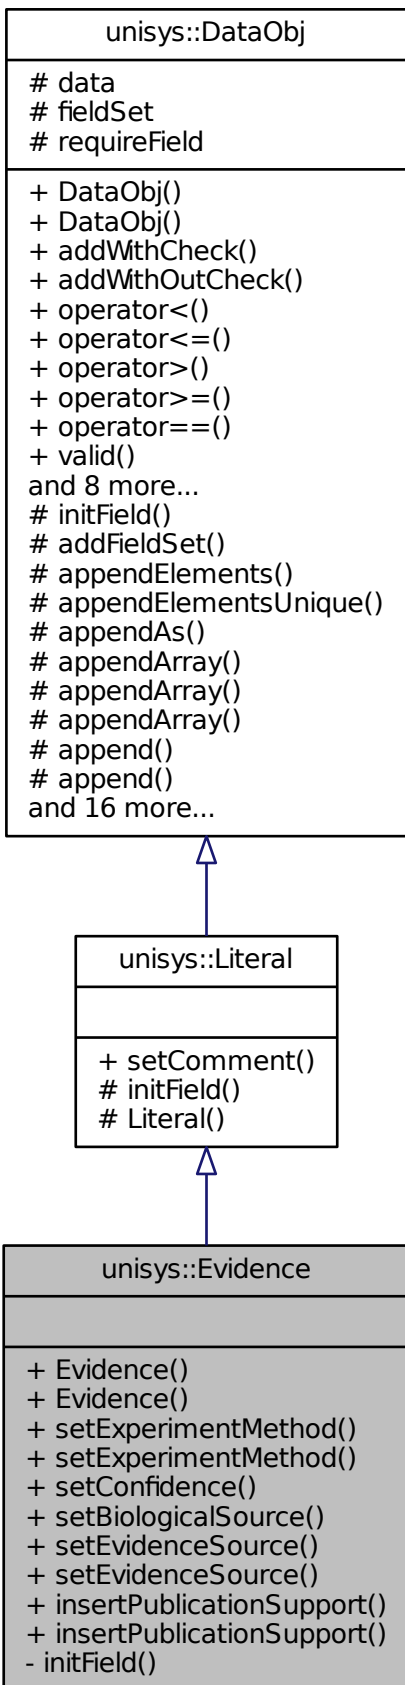 unisys::DataObj
# data
# fieldSet
# requireField
+ DataObj()
+ DataObj()
+ addWithCheck()
+ addWithOutCheck()
+ operator<()
+ operator<=()
+ operator>()
+ operator>=()
+ operator==()
+ valid()
and 8 more...
# initField()
# addFieldSet()
# appendElements()
# appendElementsUnique()
# appendAs()
# appendArray()
# appendArray()
# appendArray()
# append()
# append()
and 16 more...
unisys::Literal
+ setComment()
# initField()
# Literal()
unisys::Evidence
+ Evidence()
+ Evidence()
+ setExperimentMethod()
+ setExperimentMethod()
+ setConfidence()
+ setBiologicalSource()
+ setEvidenceSource()
+ setEvidenceSource()
+ insertPublicationSupport()
+ insertPublicationSupport()
- initField()